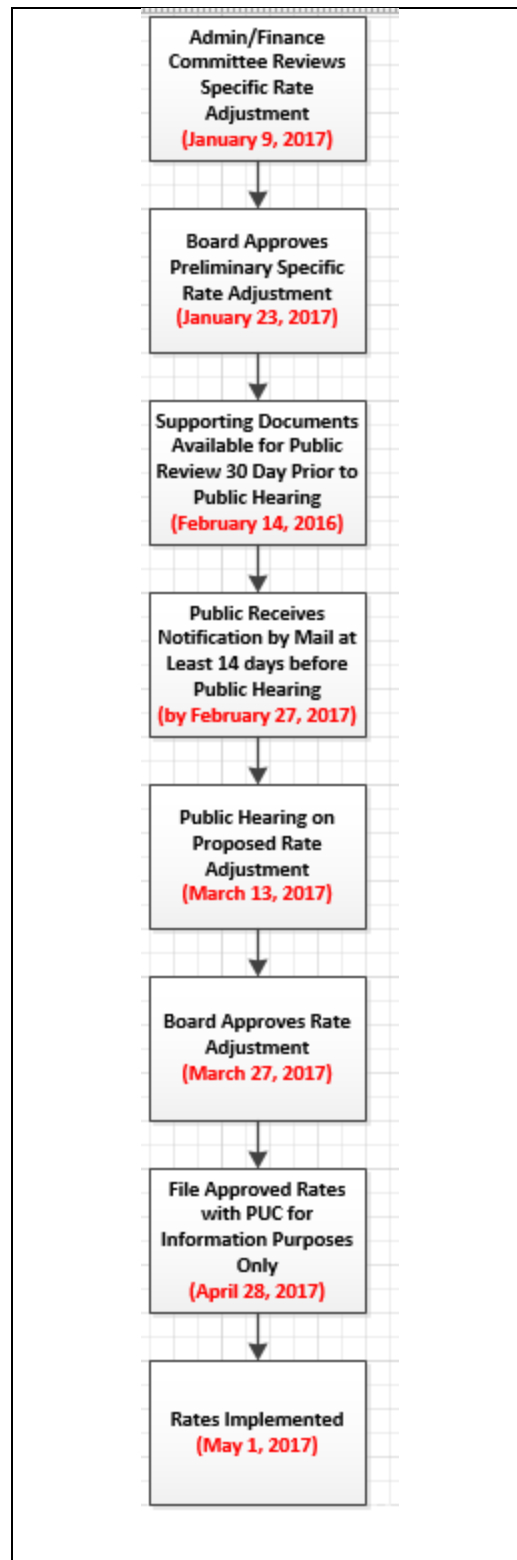 Admin/Finance
Committee Reviews
Specific Rate
Adjustment
(January 9, 2017)
Board Approves
Preliminary Specific
Rate Adjustment
(January 23, 2017)
Supporting Documents
Available for Public
Review 30 Day Prior to
Public Hearing
(February 14, 2016)
Public Receives
Notification by Mail at
Least 14 days before
Public Hearing
(by February 27, 2017)
Public Hearing on
Proposed Rate
Adjustment
(March 13, 2017)
Board Approves Rate
Adjustment
(March 27, 2017)
File Approved Rates
with PUC for
Information Purposes
Only
(April 28, 2017)
Rates Implemented
(May 1, 2017)